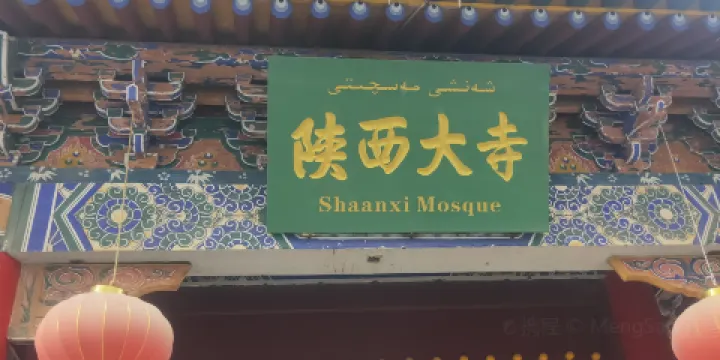 شەنشى مەسچىتى
陕西大寺
Shaanxi Mosque